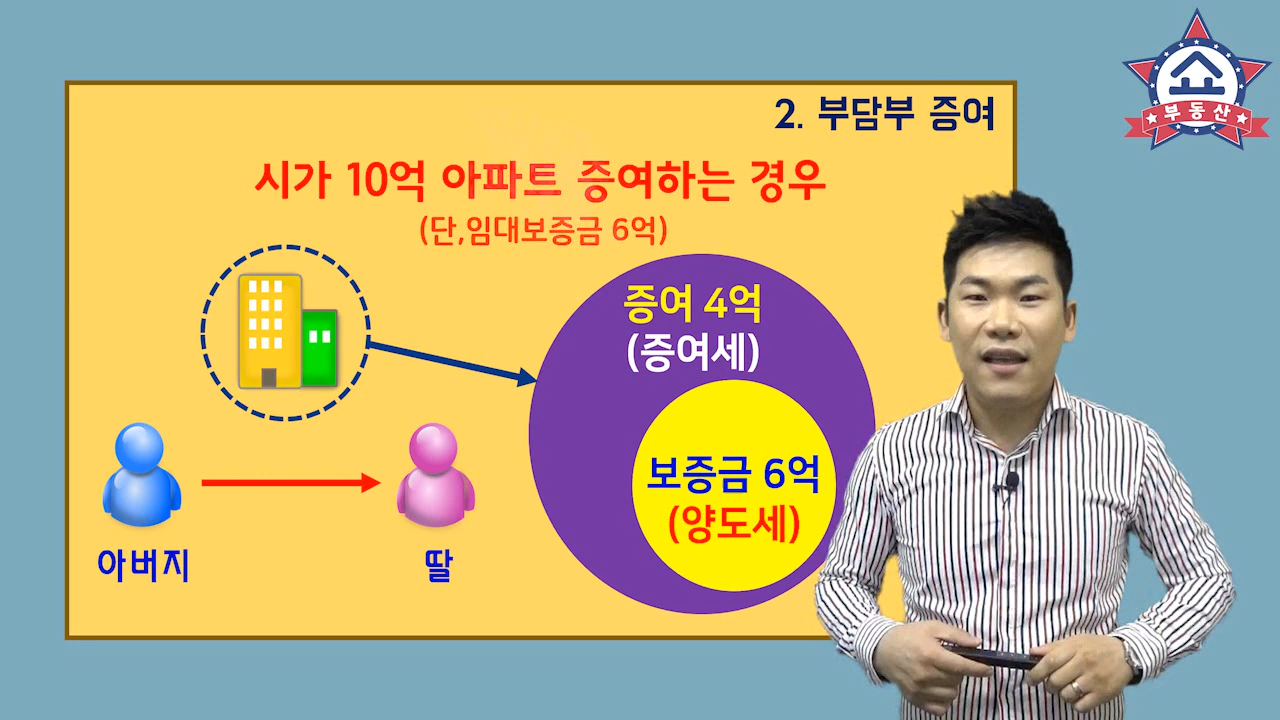 2. 부담부 증여
시가 10억 아파트 증여하는 경우
(단,임대보증금 6억)
증여 4억
(증여세)
보증금 6억
(양도세)
아버지
딸
쇼
부동산